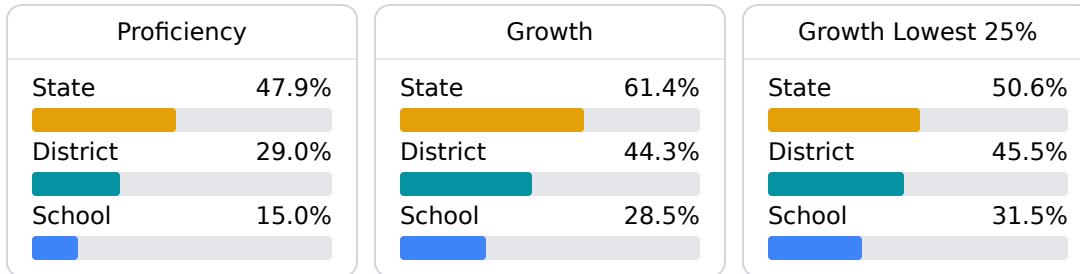 Proficiency
State 47.9%
District 29.0%
School 15.0%
Growth
State 61.4%
District 44.3%
School 28.5%
Growth Lowest 25%
State 50.6%
District 45.5%
School 31.5%